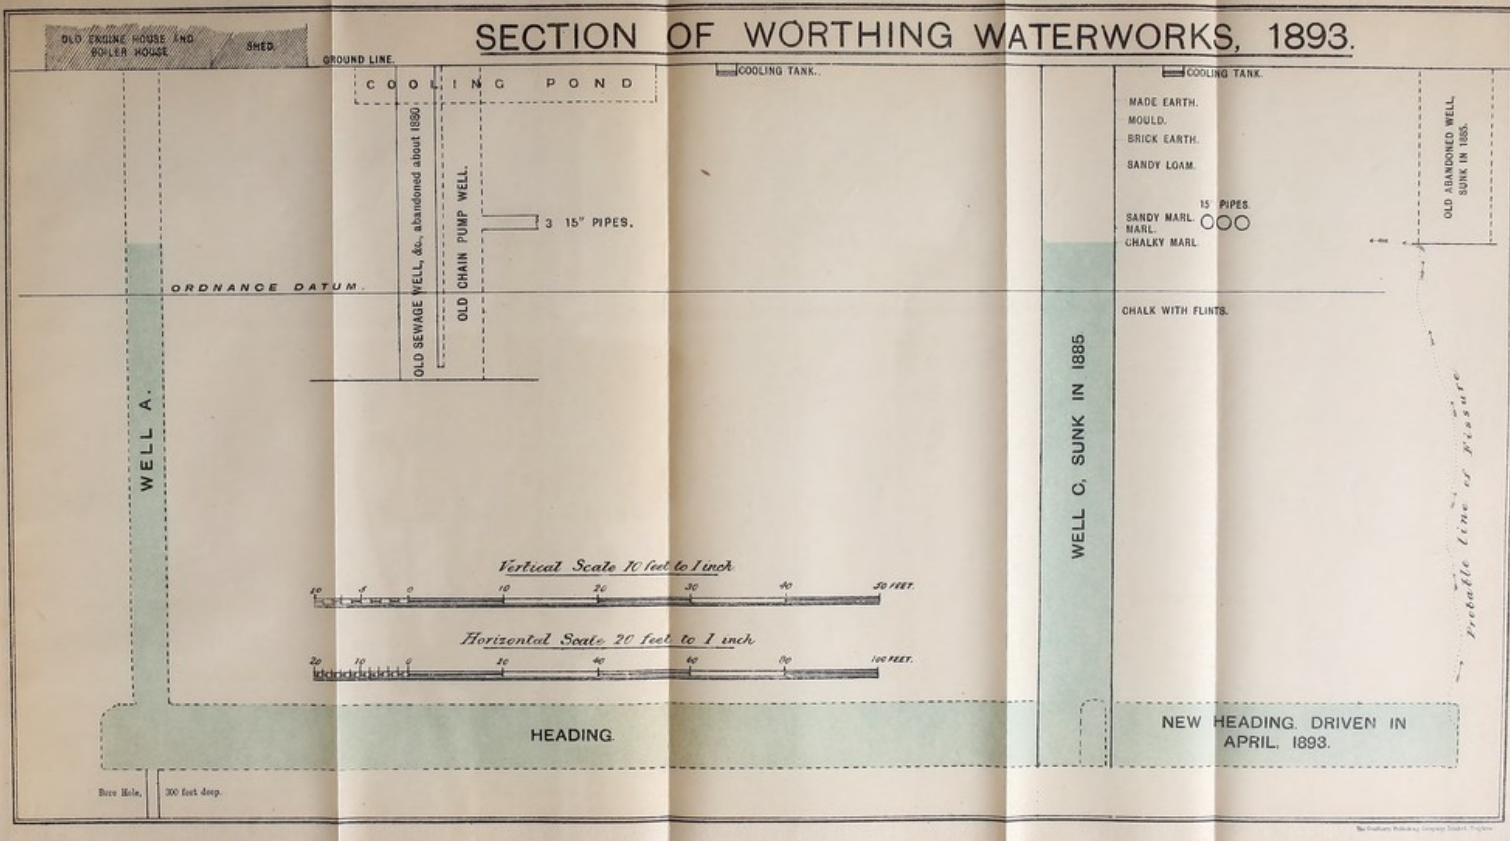 SECTION OF WORTHING WATERWORKS, 1893.
OLD ENGINE HOUSE AND
BOILER HOUSE
SHED.
GROUND LINE.
COOLING POND
COOLING TANK.
COOLING TANK.
MADE EARTH.
MOULD.
BRICK EARTH.
SANDY LOAM.
15" PIPES.
SANDY MARL.
MARL.
CHALKY MARL
CHALK WITH FLINTS.
OLD ABANDONED WELL,
SUNK IN 1885.
OLD SEWAGE WELL, &c., abandoned about 1880
OLD CHAIN PUMP WELL.
3 15" PIPES.
ORDNANCE DATUM.
WELL A.
WELL C, SUNK IN 1885
Probable line of Fissure
Vertical Scale 10 feet to 1 inch
10 5 0 10 20 30 40 50 FEET.
Horizontal Scale 20 feet to 1 inch
20 10 0 20 40 60 80 100 FEET.
HEADING.
NEW HEADING. DRIVEN IN
APRIL, 1893.
Bore Hole, 300 feet deep.